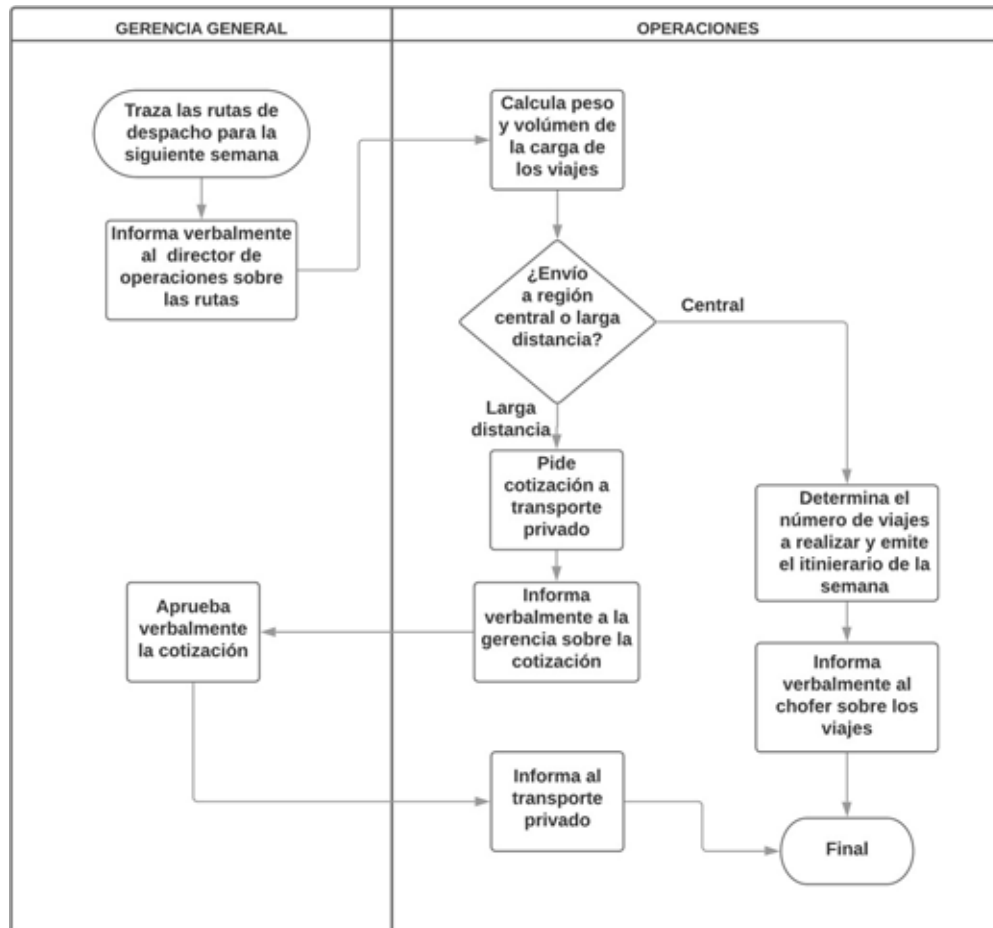 GERENCIA GENERAL
OPERACIONES
Traza las rutas de
despacho para la
siguiente semana
Informa verbalmente
al director de
operaciones sobre
las rutas
Calcula peso
y volúmen de
la carga de
los viajes
¿Envío
a región
central o larga
distancia?
Central
Larga
distancia
Pide
cotización a
transporte
privado
Determina el
número de viajes
a realizar y emite
el itinierario de la
semana
Informa
verbalmente a la
gerencia sobre la
cotización
Aprueba
verbalmente
la cotización
Informa
verbalmente al
chofer sobre los
viajes
Informa al
transporte
privado
Final